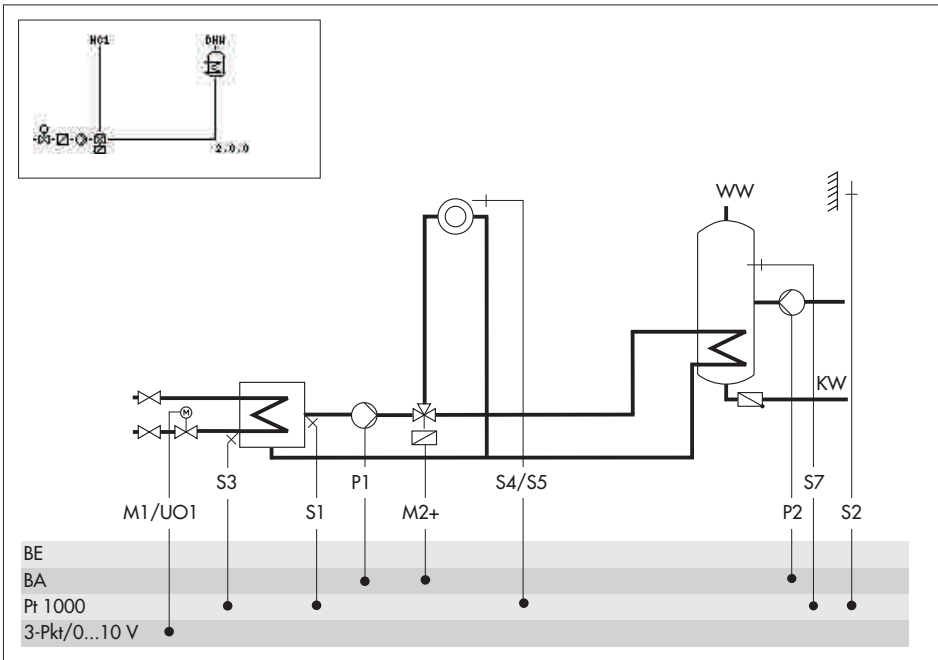 HC1 DHW
2.0.0
WW
KW
S3 P1 S4/S5 S7
M1/UO1 S1 M2+ P2 S2
BE
BA
Pt 1000
3-Pkt/0...10 V
M